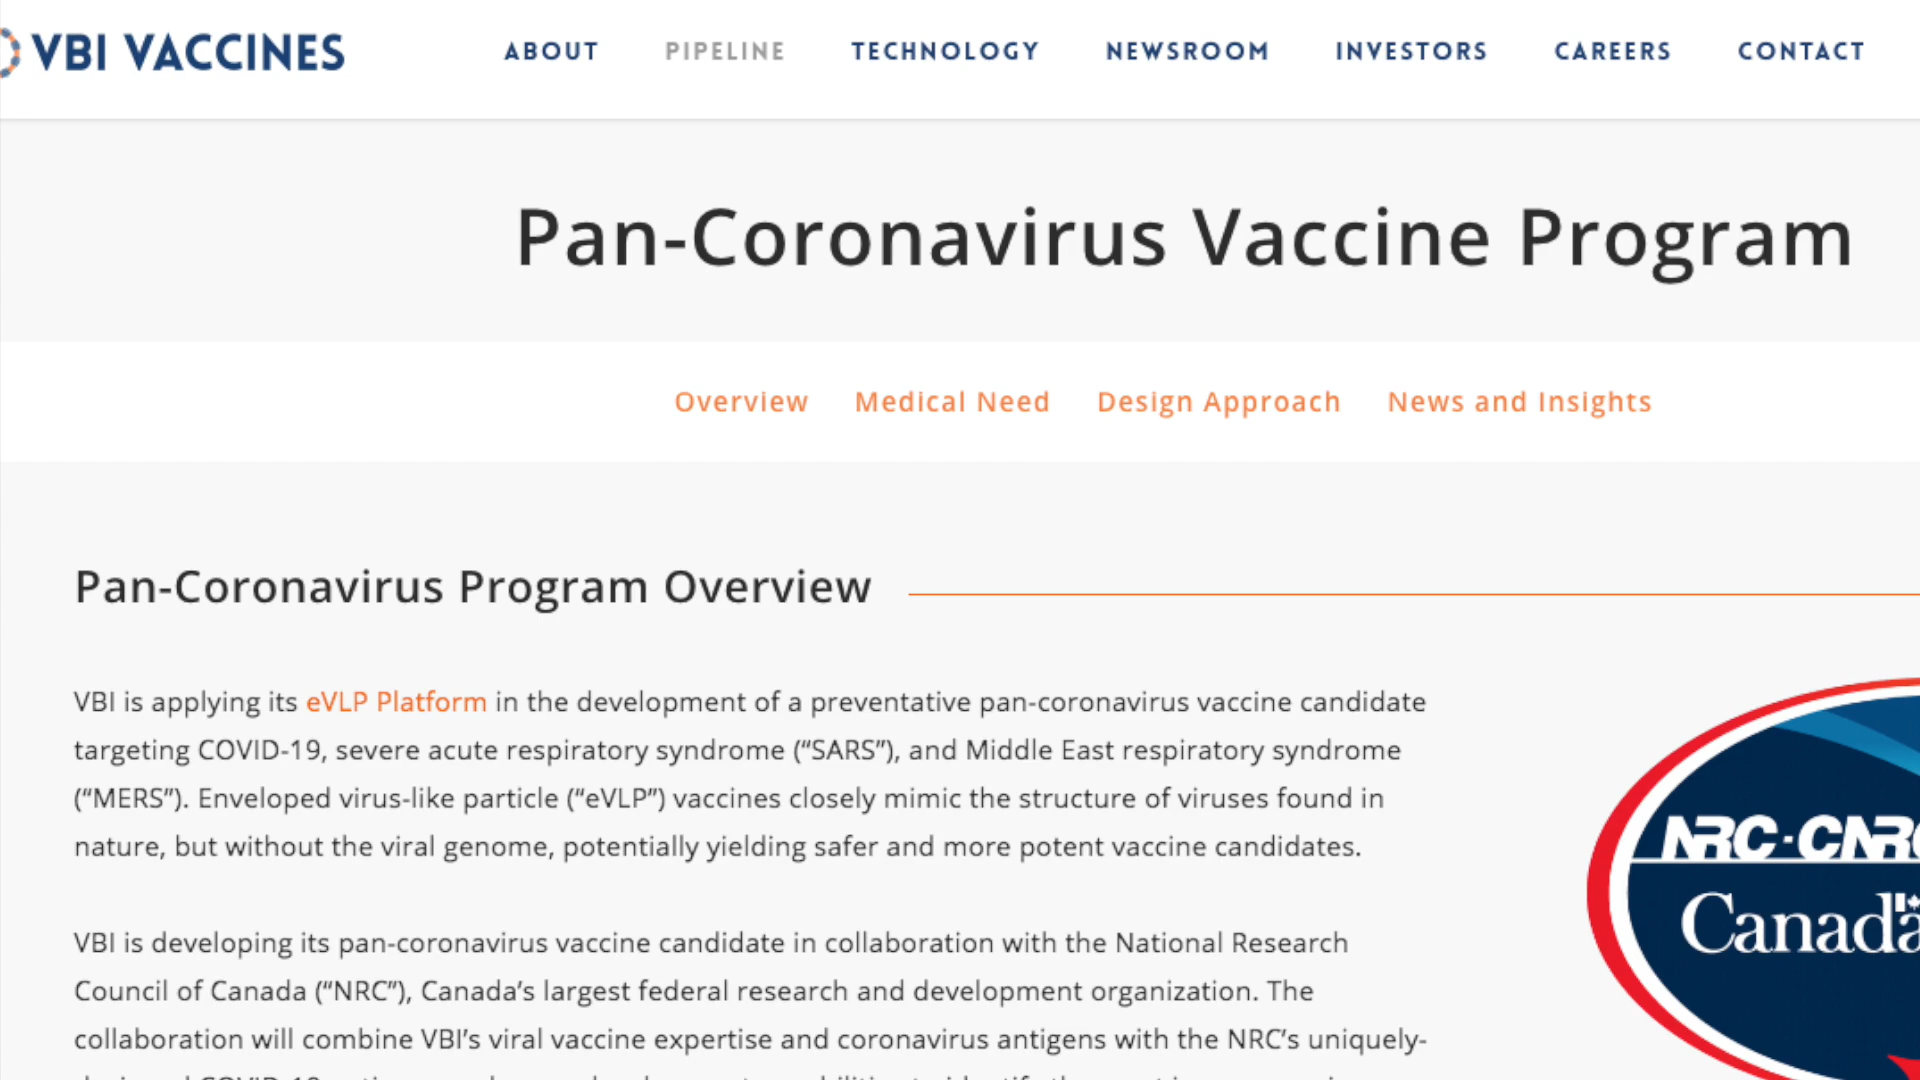 VBI VACCINES
ABOUT PIPELINE TECHNOLOGY NEWSROOM INVESTORS CAREERS CONTACT
Pan-Coronavirus Vaccine Program
Overview Medical Need Design Approach News and Insights
Pan-Coronavirus Program Overview
VBI is applying its eVLP Platform in the development of a preventative pan-coronavirus vaccine candidate
targeting COVID-19, severe acute respiratory syndrome (“SARS”), and Middle East respiratory syndrome
(“MERS”). Enveloped virus-like particle (“eVLP”) vaccines closely mimic the structure of viruses found in
nature, but without the viral genome, potentially yielding safer and more potent vaccine candidates.
VBI is developing its pan-coronavirus vaccine candidate in collaboration with the National Research
Council of Canada (“NRC”), Canada’s largest federal research and development organization. The
collaboration will combine VBI’s viral vaccine expertise and coronavirus antigens with the NRC’s uniquely-
NRC·CNRC
Canada